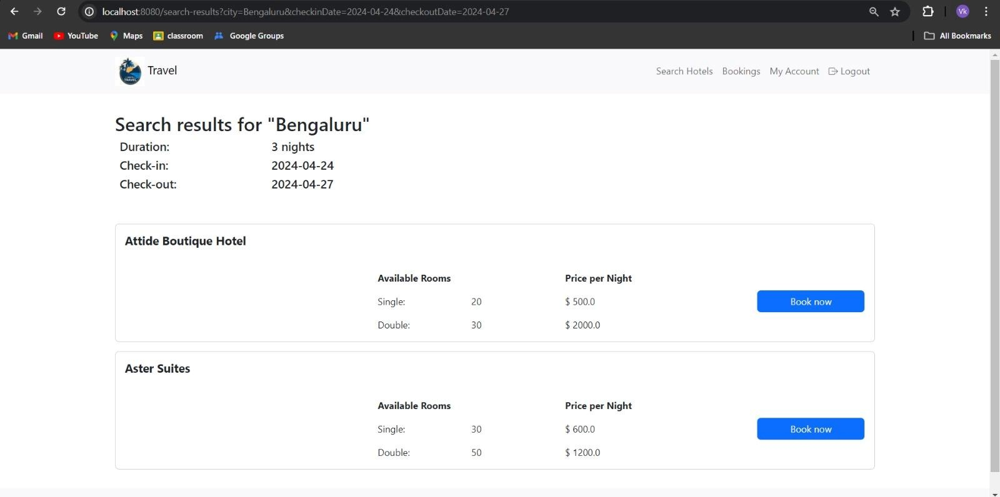 localhost:8080/search-results?city=Bengaluru&checkinDate=2024-04-24&checkoutDate=2024-04-27
Vk
Gmail YouTube Maps classroom Google Groups All Bookmarks
TRAVEL
Travel Search Hotels Bookings My Account Logout
Search results for "Bengaluru"
Duration: 3 nights
Check-in: 2024-04-24
Check-out: 2024-04-27
Attide Boutique Hotel
Available Rooms Price per Night
Single: 20 $ 500.0 Book now
Double: 30 $ 2000.0
Aster Suites
Available Rooms Price per Night
Single: 30 $ 600.0 Book now
Double: 50 $ 1200.0